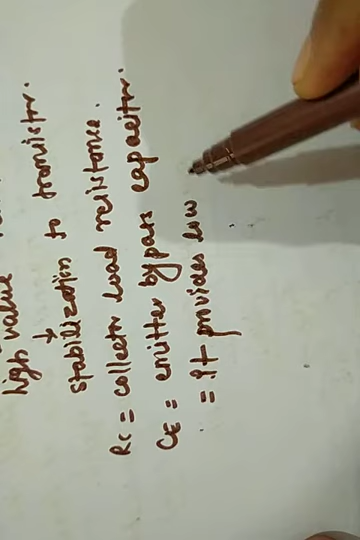 high value
stabilization to transistor.
Rc = collector load resistance.
CE = emitter bypass capacitor.
= it provides low